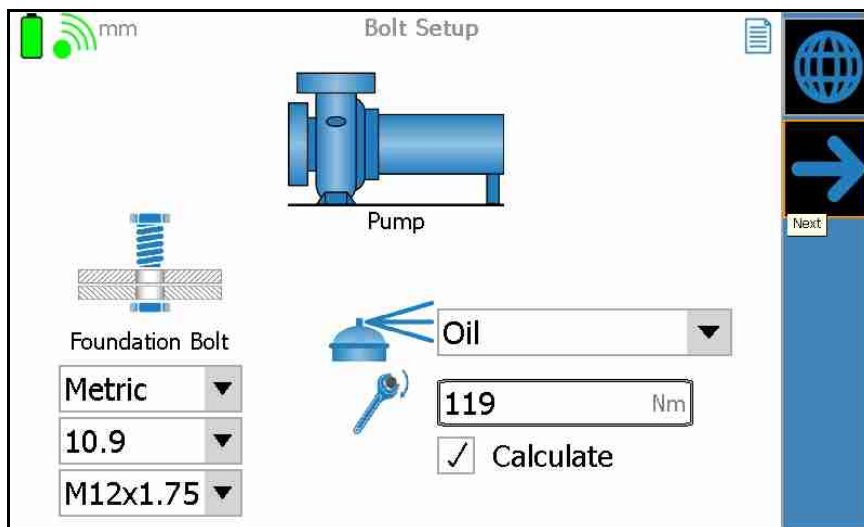 mm
Bolt Setup
Pump
Next
Foundation Bolt
Metric
10.9
M12x1.75
Oil
119 Nm
Calculate